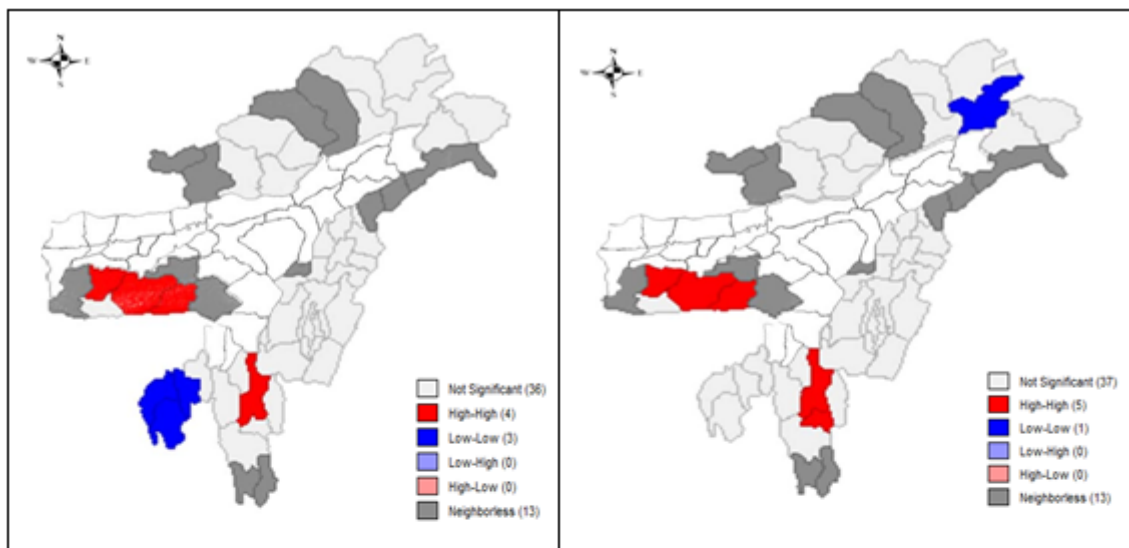 N
W E
S
Not Significant (36)
High-High (4)
Low-Low (3)
Low-High (0)
High-Low (0)
Neighborless (13)
N
W E
S
Not Significant (37)
High-High (5)
Low-Low (1)
Low-High (0)
High-Low (0)
Neighborless (13)